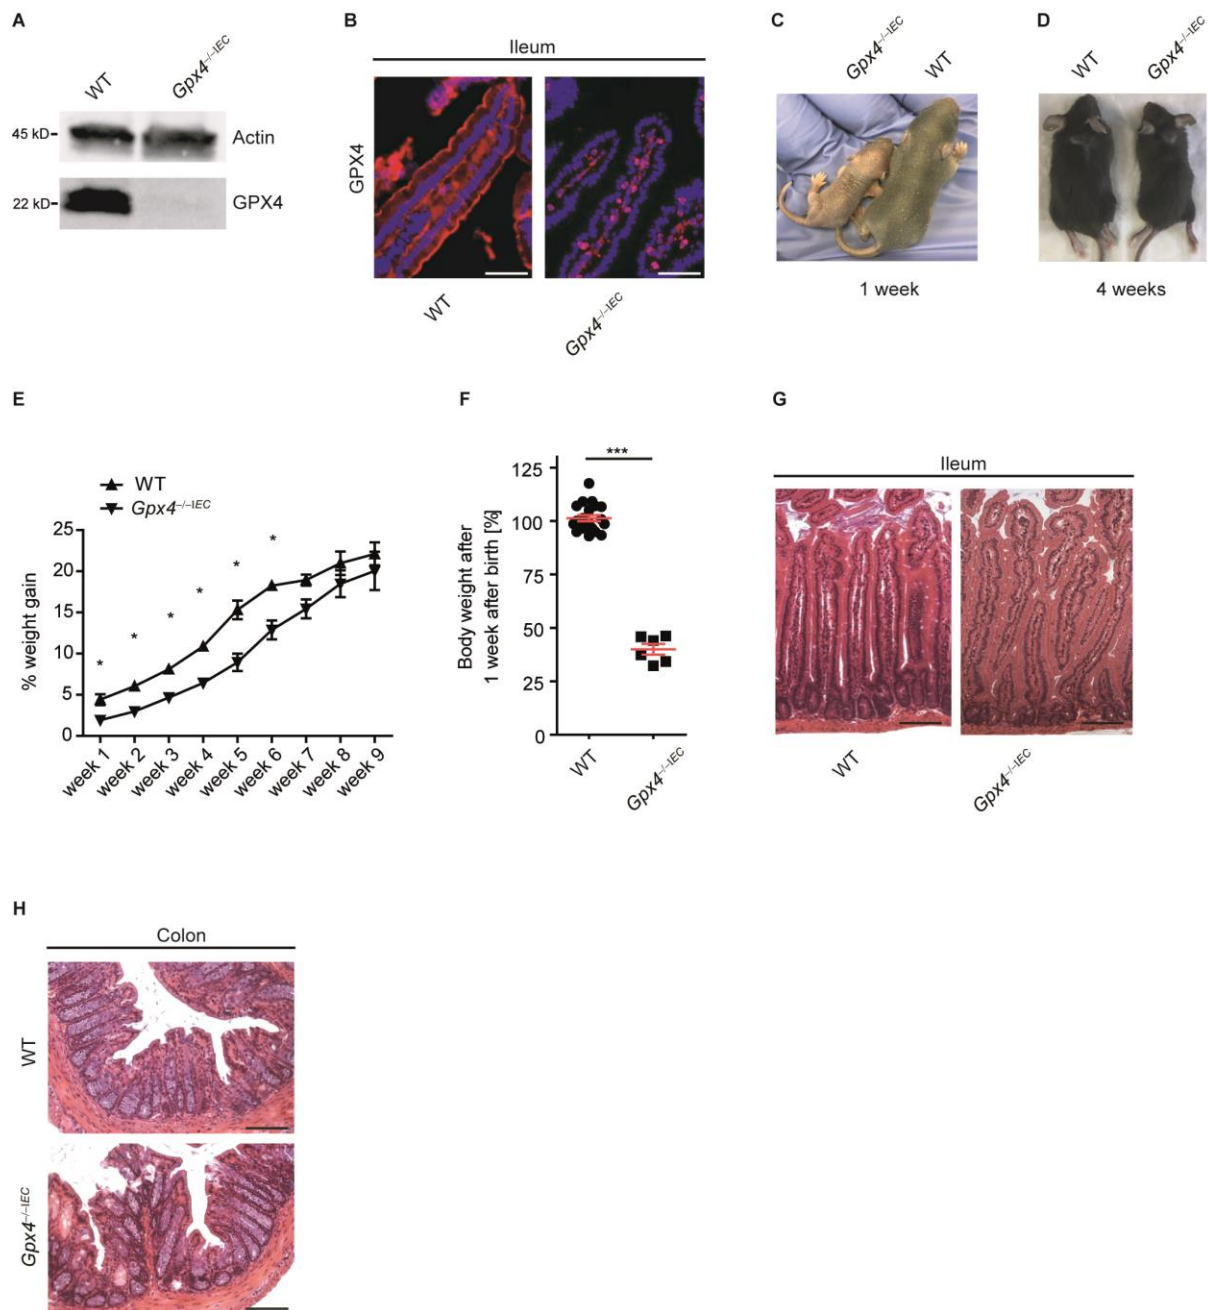 A
WT
Gpx4–/–IEC
45 kD
Actin
22 kD
GPX4
B
Ileum
GPX4
WT
Gpx4–/–IEC
C
Gpx4–/–IEC
WT
1 week
D
WT
Gpx4–/–IEC
4 weeks
E
WT
Gpx4–/–IEC
% weight gain
25
20
15
10
5
0
*
*
*
*
*
*
week 1
week 2
week 3
week 4
week 5
week 6
week 7
week 8
week 9
F
Body weight after
1 week after birth [%]
125
100
75
50
25
0
***
WT
Gpx4–/–IEC
G
Ileum
WT
Gpx4–/–IEC
H
Colon
WT
Gpx4–/–IEC